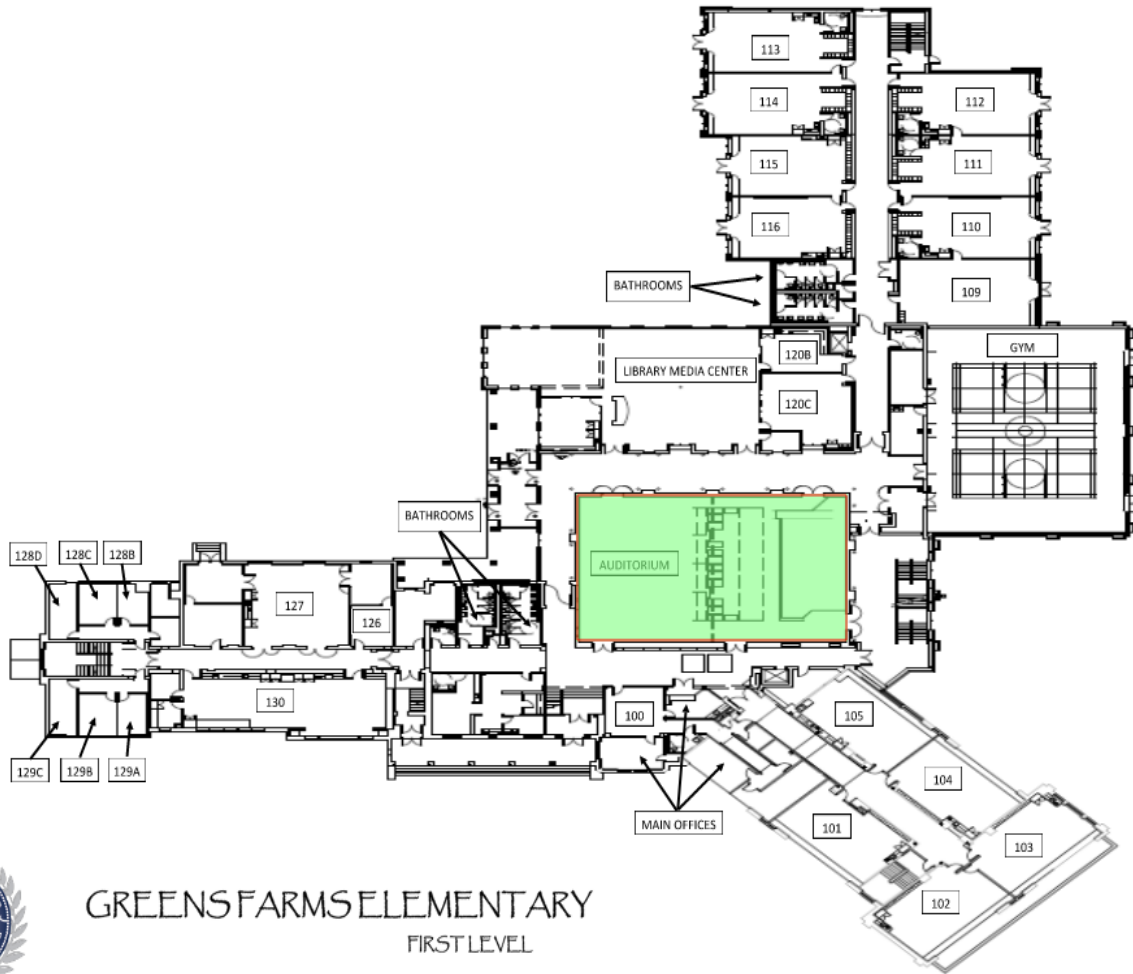 113
114
112
115
111
116
110
BATHROOMS
109
GYM
120B
LIBRARY MEDIA CENTER
120C
BATHROOMS
AUDITORIUM
128D
128C
128B
127
126
130
100
105
104
129C
129B
129A
MAIN OFFICES
101
103
102
GREENS FARMS ELEMENTARY
FIRST LEVEL